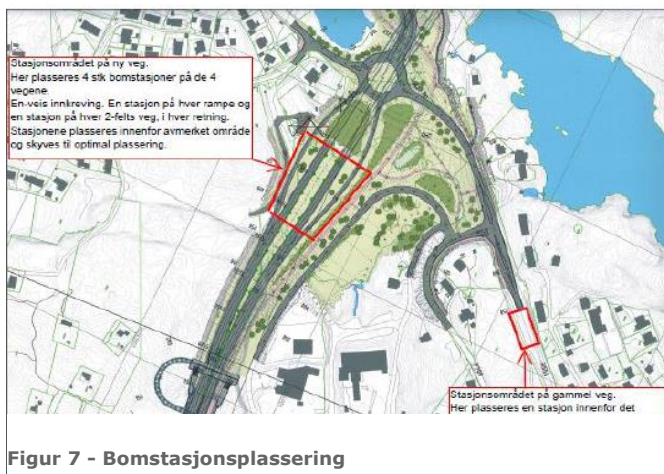 Stasjonsområdet på ny veg.
Her plasseres 4 stk bomstasjoner på de 4
vegene.
En-veis innkreving. En stasjon på hver rampe og
en stasjon på hver 2-felts veg, i hver retning.
Stasjonene plasseres innenfor avmerket område
og skyves til optimal plassering.
Stasjonsområdet på gammel veg.
Her plasseres en stasjon innenfor det
Figur 7 - Bomstasjonsplassering